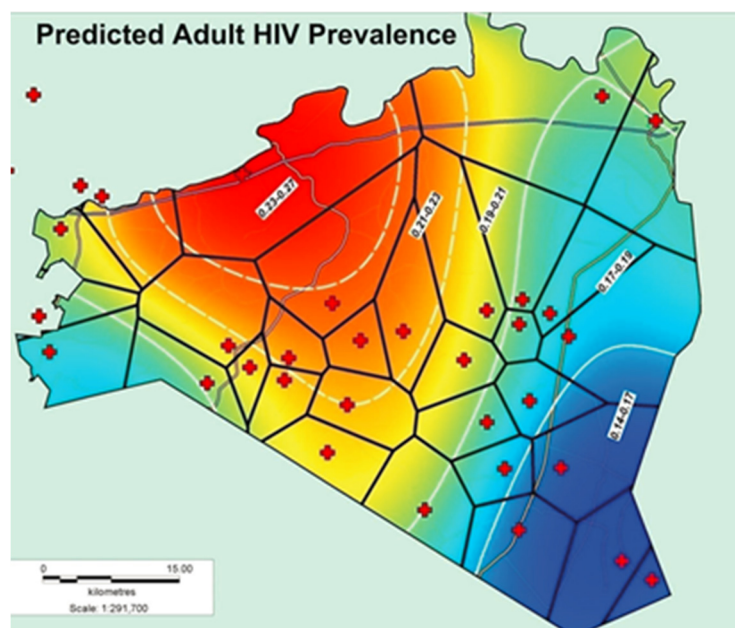 Predicted Adult HIV Prevalence
0.23-0.27
0.21-0.23
0.19-0.21
0.17-0.19
0.14-0.17
0 15.00
kilometres
Scale: 1:291,700